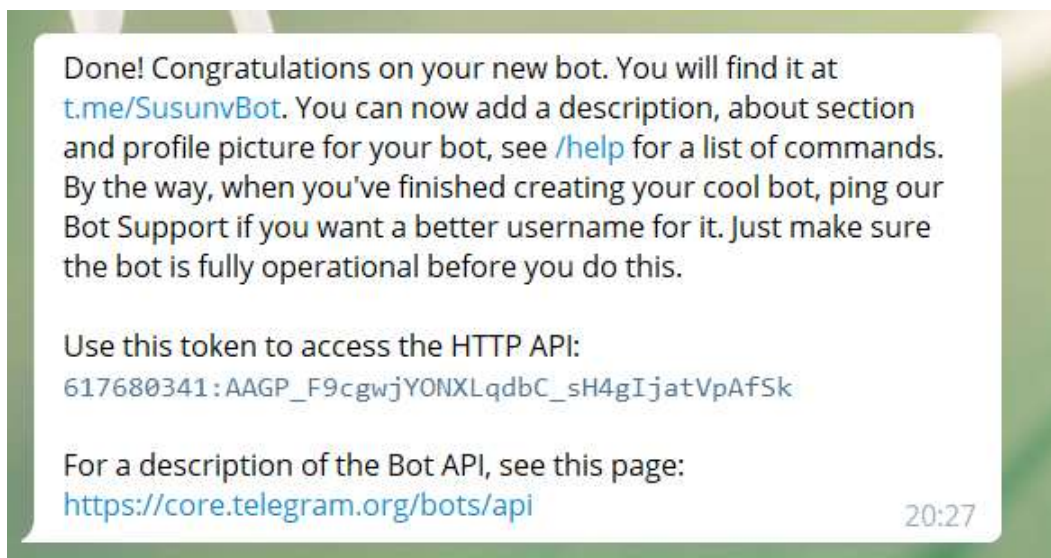 Done! Congratulations on your new bot. You will find it at
t.me/SusunvBot. You can now add a description, about section
and profile picture for your bot, see /help for a list of commands.
By the way, when you've finished creating your cool bot, ping our
Bot Support if you want a better username for it. Just make sure
the bot is fully operational before you do this.
Use this token to access the HTTP API:
617680341:AAGP_F9cgwjYONXLqdbC_sH4gIjatVpAfSk
For a description of the Bot API, see this page:
https://core.telegram.org/bots/api
20:27